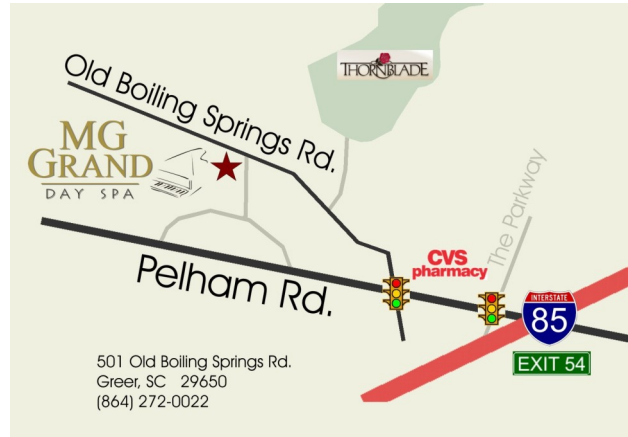 THORNBLADE
Old Boiling Springs Rd.
MG
GRAND
DAY SPA
The Parkway
CVS
pharmacy
Pelham Rd.
INTERSTATE
85
EXIT 54
501 Old Boiling Springs Rd.
Greer, SC 29650
(864) 272-0022